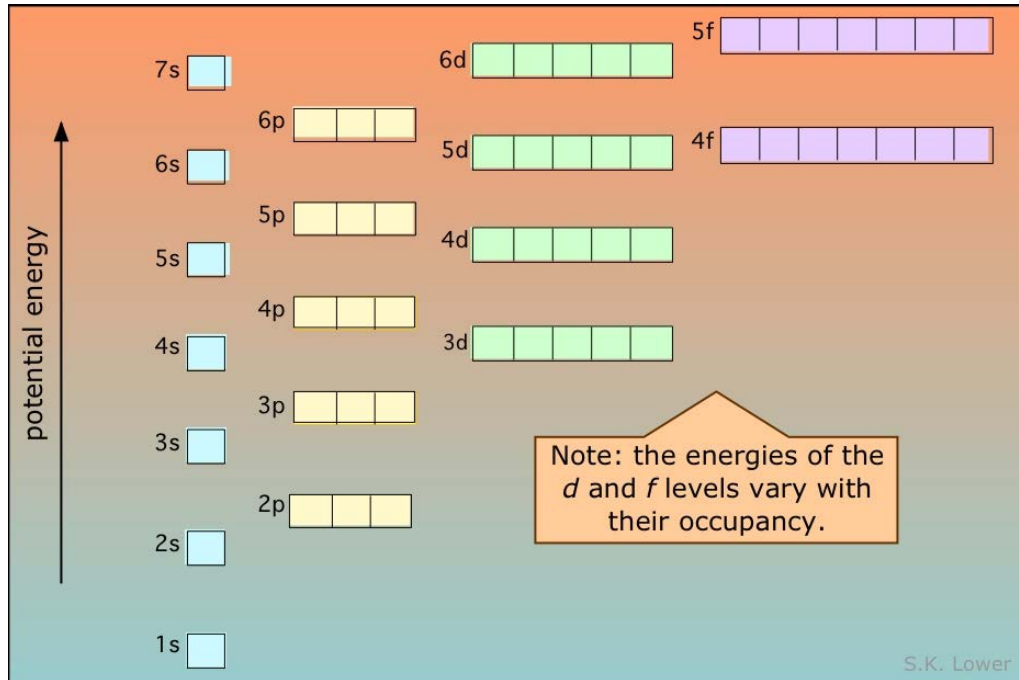 5f
6d
7s
6p
4f
5d
6s
5p
4d
5s
4p
3d
4s
3p
3s
2p
2s
1s
potential energy
Note: the energies of the
d and f levels vary with
their occupancy.
S.K. Lower